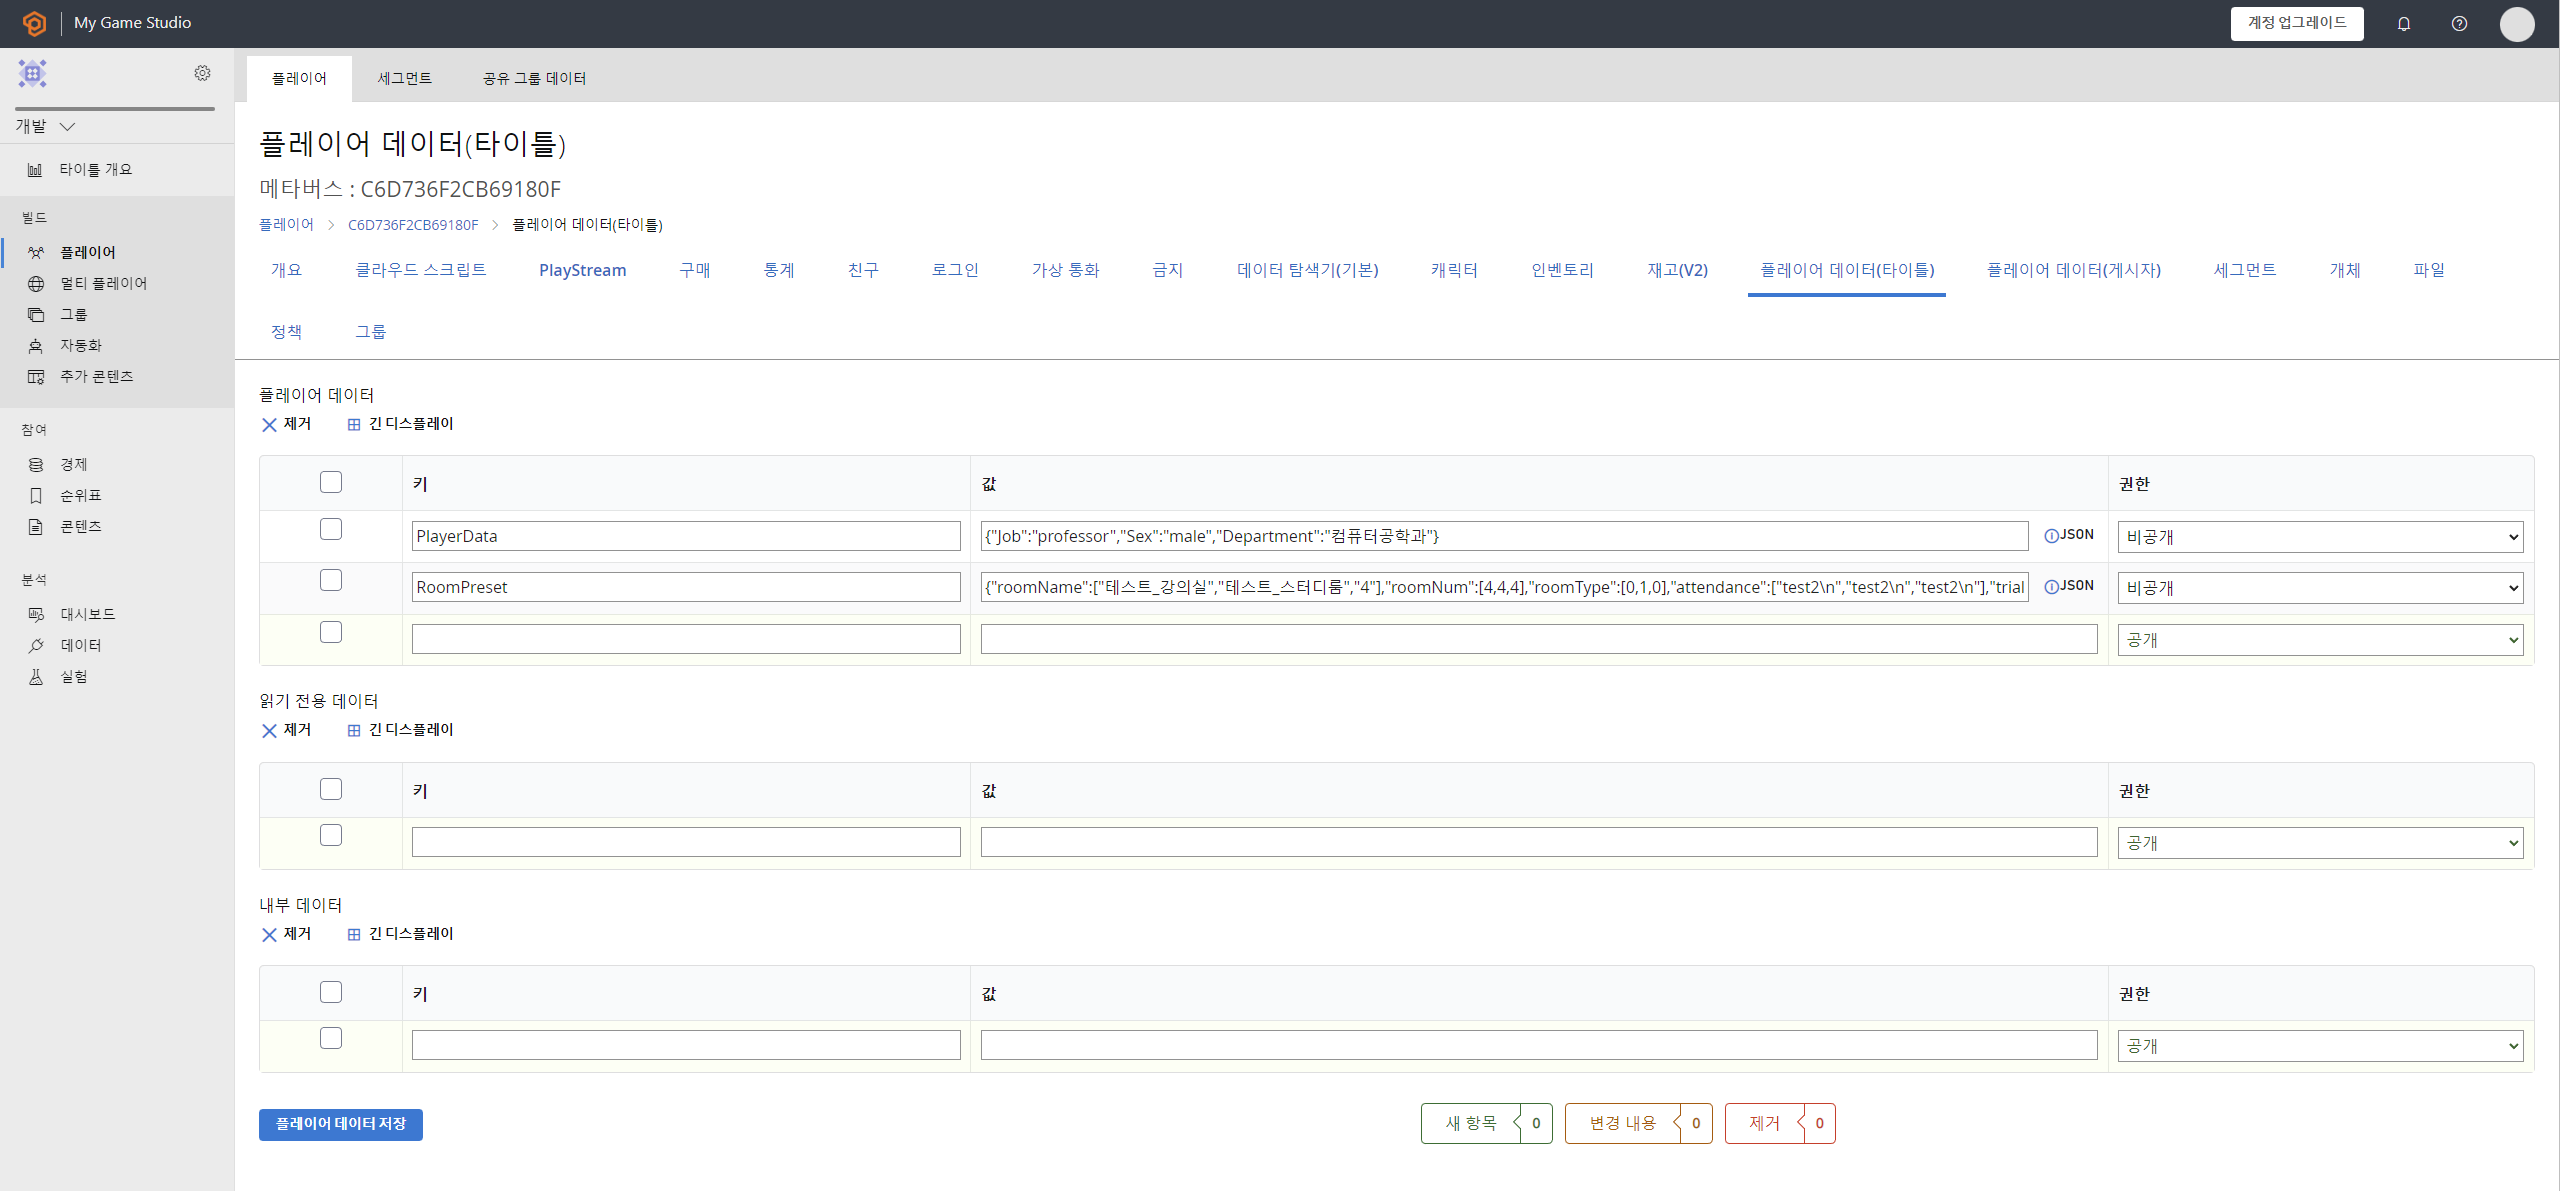 My Game Studio
계정 업그레이드
개발
타이틀 개요
빌드
플레이어
멀티 플레이어
그룹
자동화
추가 콘텐츠
참여
경제
순위표
콘텐츠
분석
대시보드
데이터
실험
플레이어 세그먼트 공유 그룹 데이터
플레이어 데이터(타이틀)
메타버스 : C6D736F2CB69180F
플레이어 > C6D736F2CB69180F > 플레이어 데이터(타이틀)
개요 클라우드 스크립트 PlayStream 구매 통계 친구 로그인 가상 통화 금지 데이터 탐색기(기본) 캐릭터 인벤토리 재고(V2) 플레이어 데이터(타이틀) 플레이어 데이터(게시자) 세그먼트 개체 파일
정책 그룹
플레이어 데이터
제거 긴 디스플레이
키 값 권한
PlayerData {"Job":"professor","Sex":"male","Department":"컴퓨터공학과"} JSON 비공개
RoomPreset {"roomName":["테스트_강의실","테스트_스터디룸","4"],"roomNum":[4,4,4],"roomType":[0,1,0],"attendance":["test2\n","test2\n","test2\n"],"trial JSON 비공개
공개
읽기 전용 데이터
제거 긴 디스플레이
키 값 권한
공개
내부 데이터
제거 긴 디스플레이
키 값 권한
공개
플레이어 데이터 저장 새 항목 0 변경 내용 0 제거 0